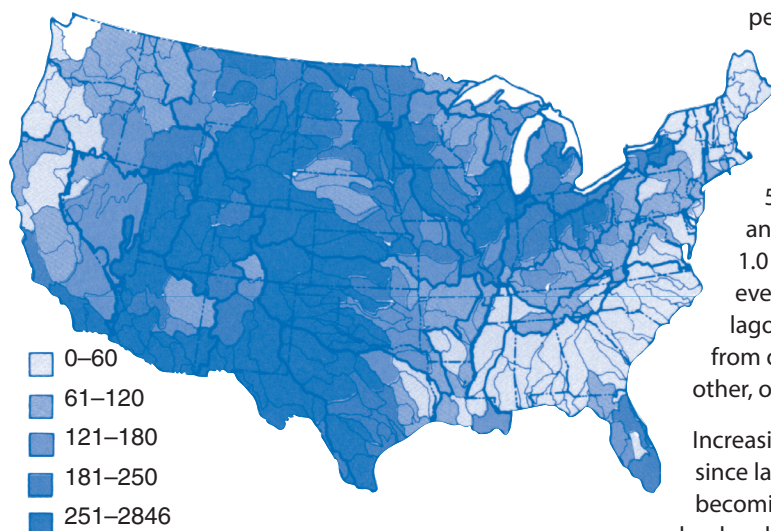 0–60
61–120
121–180
181–250
251–2846
pe
5
an
1.0
eve
lago
from o
other, o
Increasi
since la
becomi